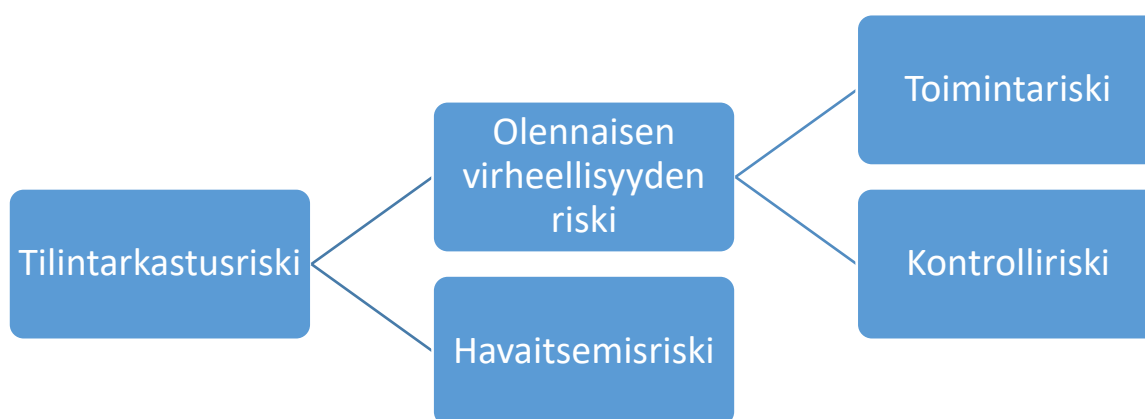 Tilintarkastusriski
Olennaisen
virheellisyyden
riski
Havaitsemisriski
Toimintariski
Kontrolliriski